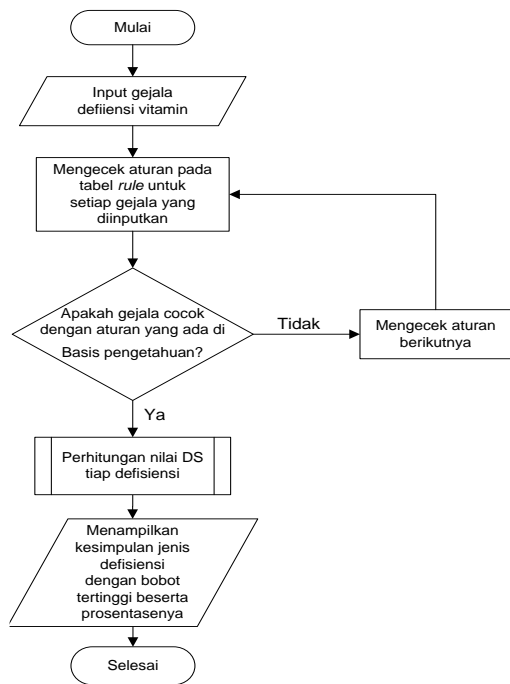 Mulai
Input gejala
defiiensi vitamin
Mengecek aturan pada
tabel rule untuk
setiap gejala yang
diinputkan
Apakah gejala cocok
dengan aturan yang ada di
Basis pengetahuan?
Tidak
Mengecek aturan
berikutnya
Ya
Perhitungan nilai DS
tiap defisiensi
Menampilkan
kesimpulan jenis
defisiensi
dengan bobot
tertinggi beserta
prosentasenya
Selesai